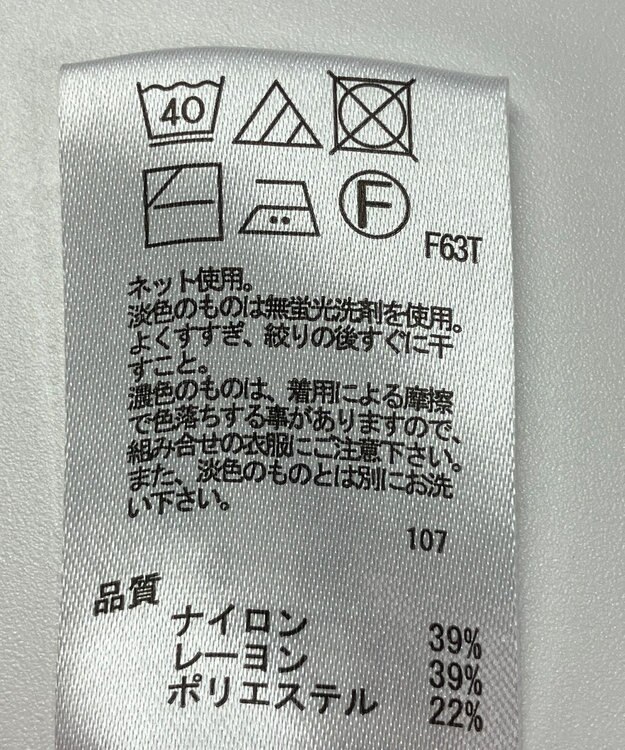 40
F
F63T
ネット使用。
淡色のものは無蛍光洗剤を使用。
よくすすぎ、絞りの後すぐに干
すこと。
濃色のものは、着用による摩擦
で色落ちする事がありますので、
組み合せの衣服にご注意下さい。
また、淡色のものとは別にお洗
い下さい。
107
品質
ナイロン 39%
レーヨン 39%
ポリエステル 22%